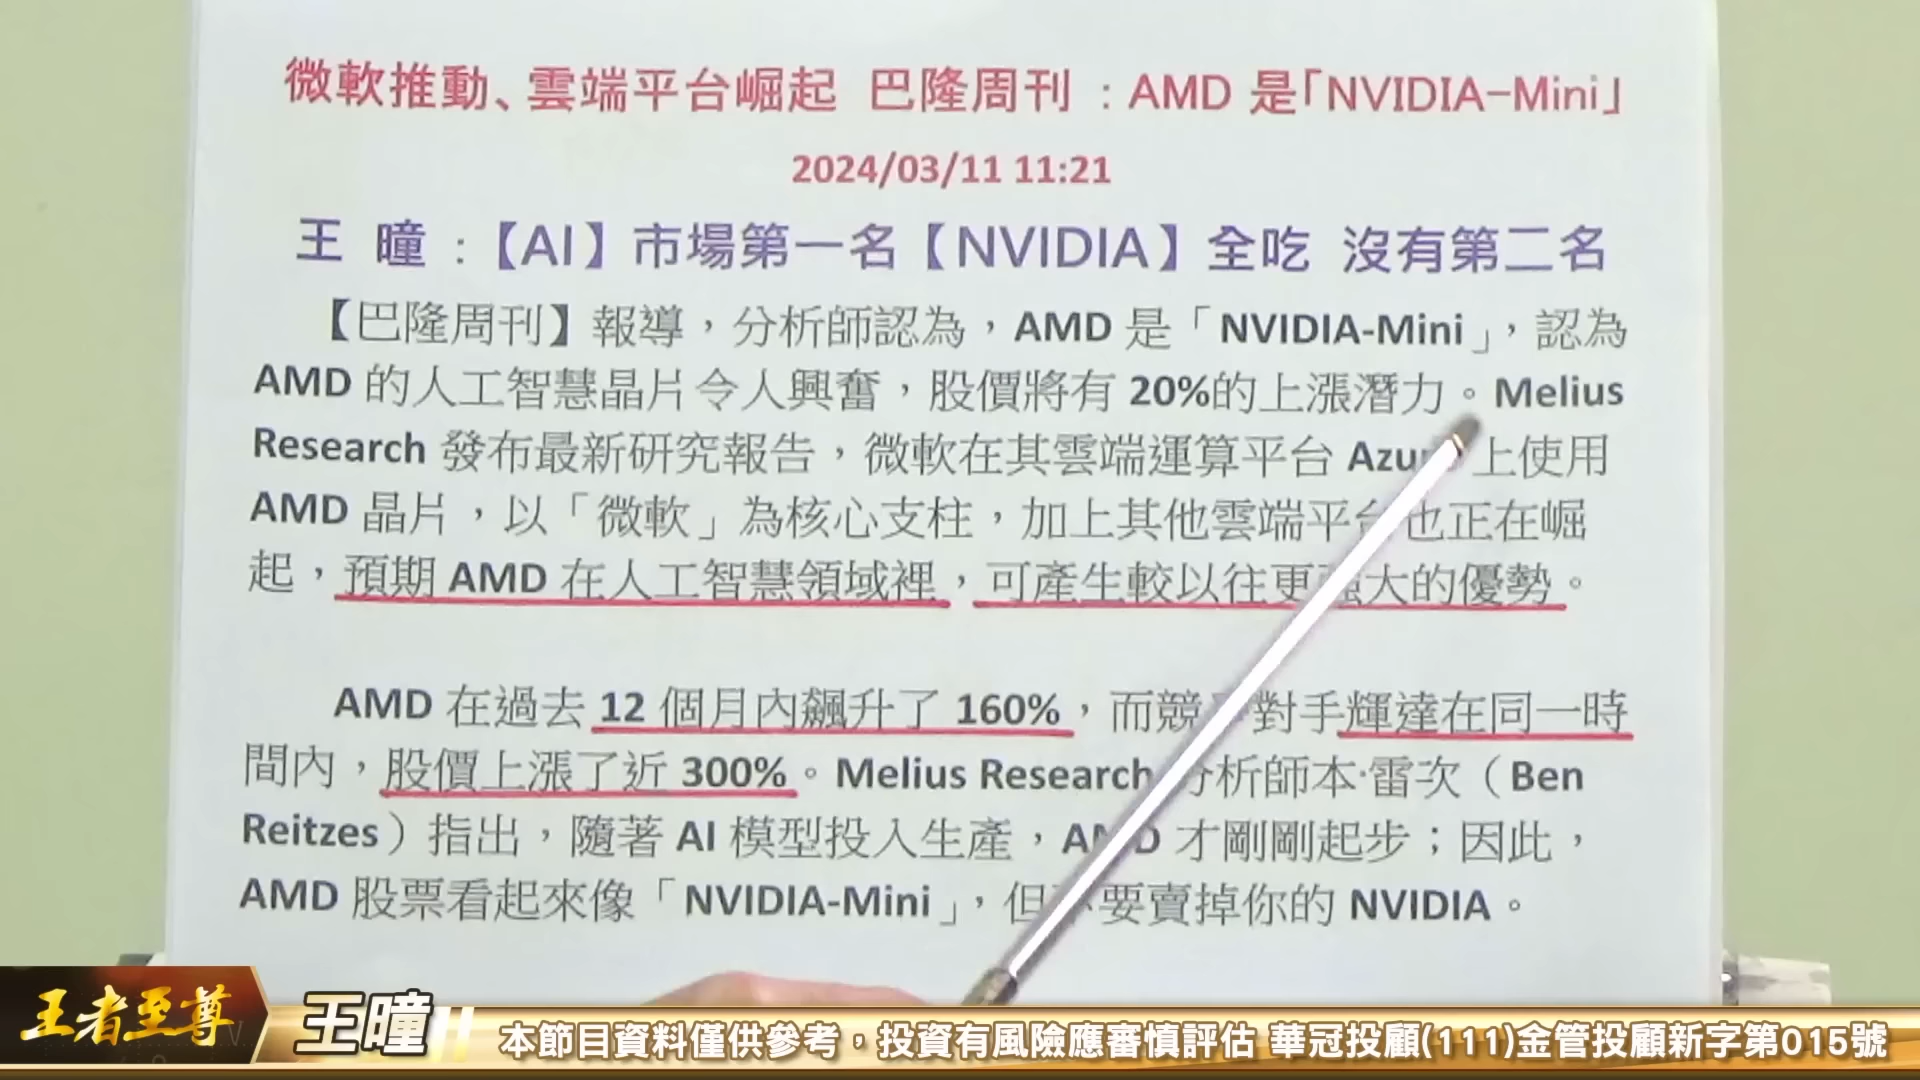 微軟推動、雲端平台崛起 巴隆周刊：AMD 是「NVIDIA-Mini」
2024/03/11 11:21
王 曈：【AI】市場第一名【NVIDIA】全吃 沒有第二名
【巴隆周刊】報導，分析師認為，AMD 是「NVIDIA-Mini」，認為
AMD 的人工智慧晶片令人興奮，股價將有 20%的上漲潛力。Melius
Research 發布最新研究報告，微軟在其雲端運算平台 上使用
AMD 晶片，以「微軟」為核心支柱，加上其他雲端平台也正在崛
起，預期 AMD 在人工智慧領域裡，可產生較以往更強大的優勢。
AMD 在過去 12 個月內飆升了 160%，而競 對手輝達在同一時
間內，股價上漲了近 300%。Melius Research 分析師本·雷次（Ben
Reitzes）指出，隨著 AI 模型投入生產，AMD 才剛剛起步；因此，
AMD 股票看起來像「NVIDIA-Mini」，但 要賣掉你的 NVIDIA。
王者至尊
王曈
本節目資料僅供參考，投資有風險應審慎評估 華冠投顧(111)金管投顧新字第015號